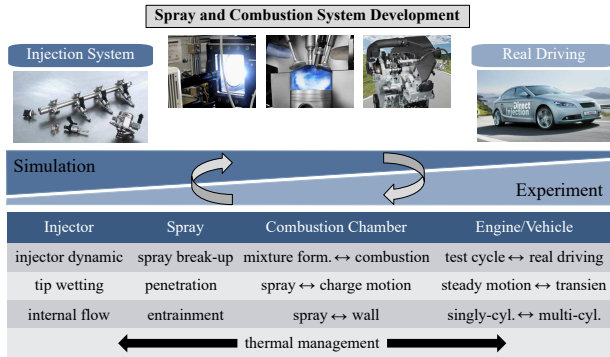 Spray and Combustion System Development
Injection System
Real Driving
Direct
Injection
Simulation
Experiment
Injector Spray Combustion Chamber Engine/Vehicle
injector dynamic spray break-up mixture form. ↔ combustion test cycle ↔ real driving
tip wetting penetration spray ↔ charge motion steady motion ↔ transien
internal flow entrainment spray ↔ wall singly-cyl. ↔ multi-cyl.
thermal management